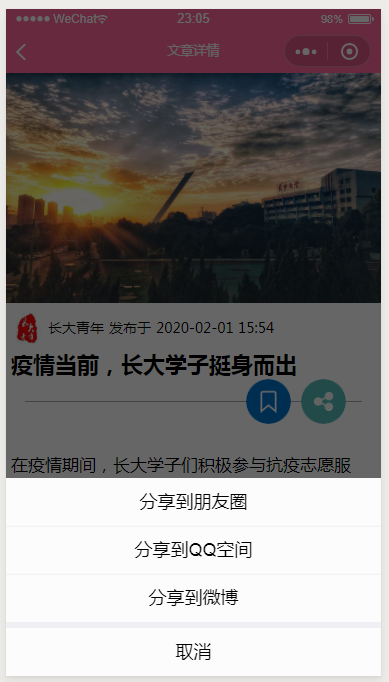 WeChat 23:05 98%
文章详情
长大青年 发布于 2020-02-01 15:54
疫情当前，长大学子挺身而出
在疫情期间，长大学子们积极参与抗疫志愿服
分享到朋友圈
分享到QQ空间
分享到微博
取消